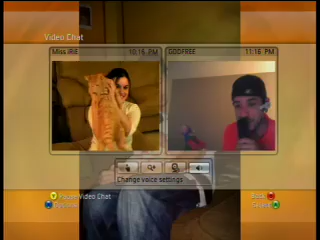 Video Chat
Miss IRIE 10:15 PM
GODFREE 11:16 PM
Change voice settings
Y Pause Video Chat
Back B
X Options
Select A